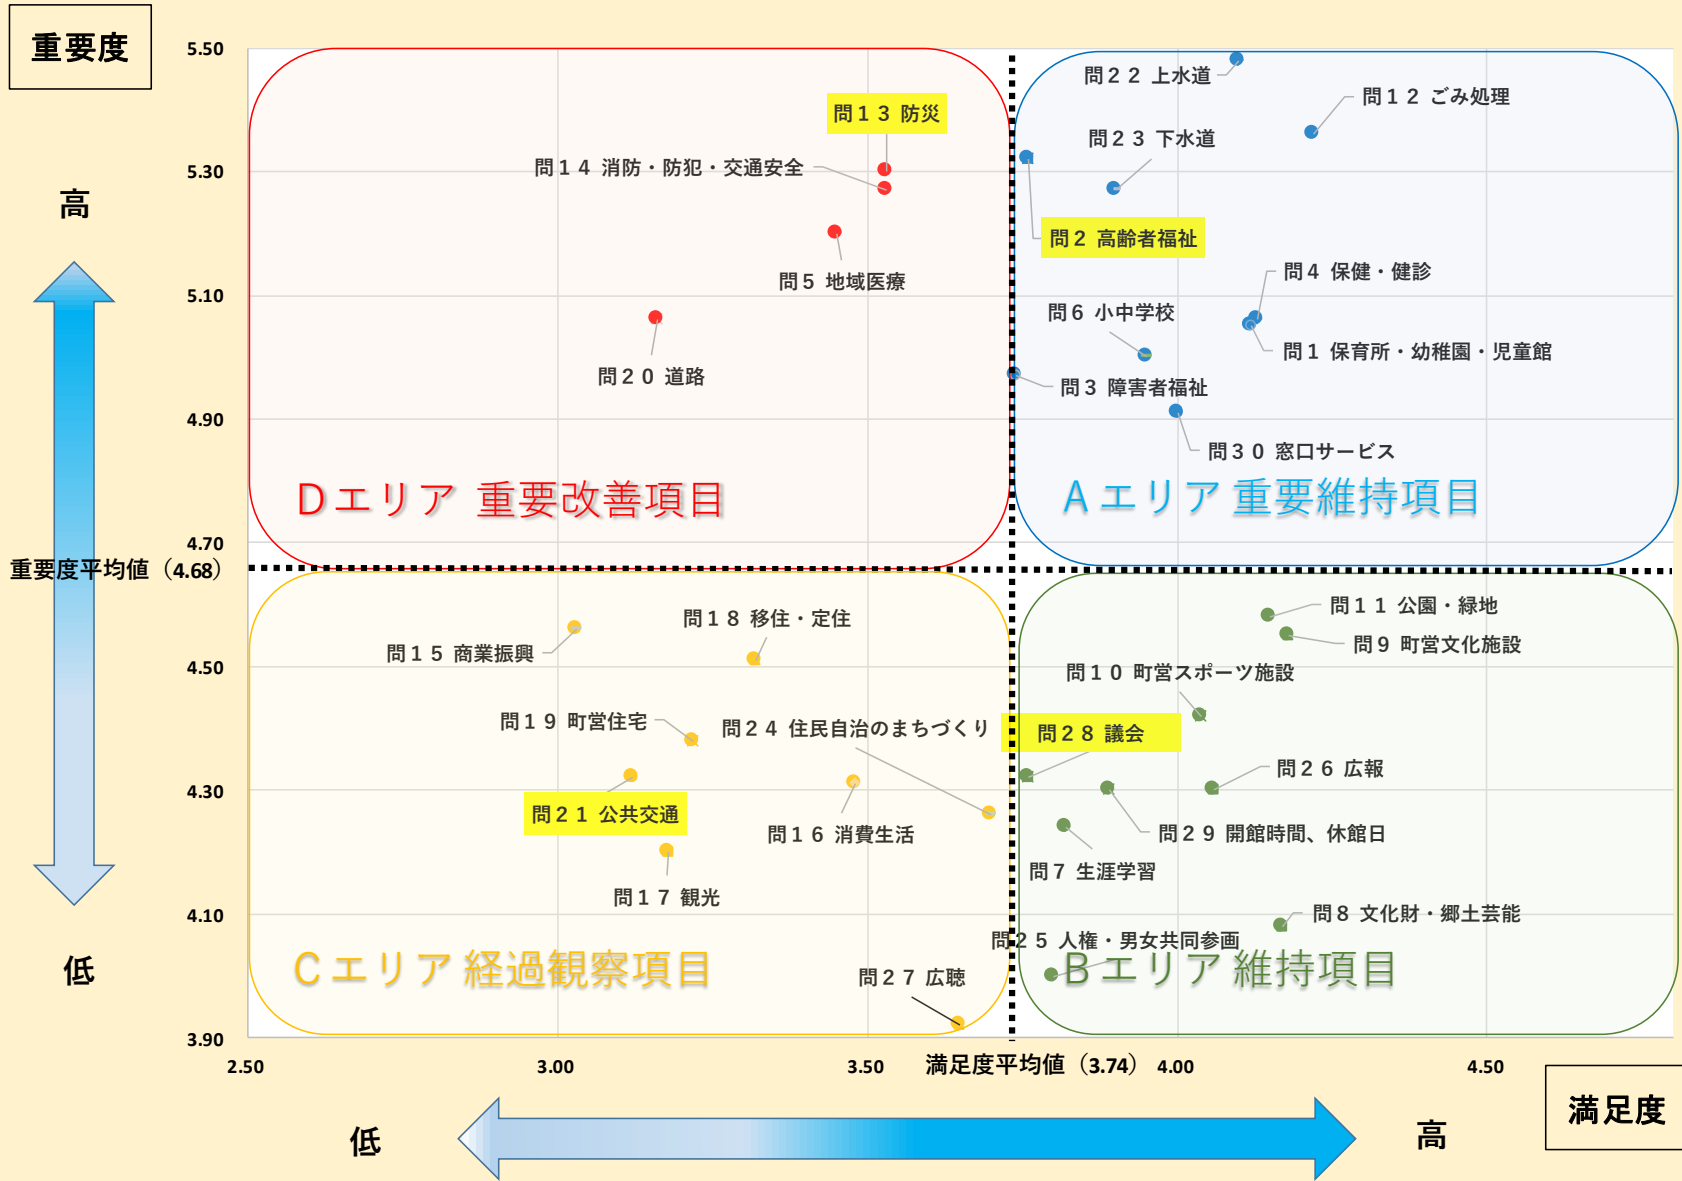 重要度
5.50
問２２ 上水道
問１２ ごみ処理
問１３ 防災
問２３ 下水道
問１４ 消防・防犯・交通安全
5.30
高
問２ 高齢者福祉
問５ 地域医療
問４ 保健・健診
5.10
問６ 小中学校
問１ 保育所・幼稚園・児童館
問２０ 道路
問３ 障害者福祉
4.90
問３０ 窓口サービス
Ｄエリア 重要改善項目
Ａエリア 重要維持項目
4.70
重要度平均値（4.68）
問１１ 公園・緑地
問１８ 移住・定住
問９ 町営文化施設
問１５ 商業振興
4.50
問１０ 町営スポーツ施設
問１９ 町営住宅
問２４ 住民自治のまちづくり
問２８ 議会
問２６ 広報
4.30
問２１ 公共交通
問１６ 消費生活
問２９ 開館時間、休館日
問７ 生涯学習
問１７ 観光
4.10
問８ 文化財・郷土芸能
問２５ 人権・男女共同参画
低
Ｃエリア 経過観察項目
Ｂエリア 維持項目
問２７ 広聴
3.90
2.50
3.00
3.50
満足度平均値（3.74）
4.00
4.50
満足度
低
高